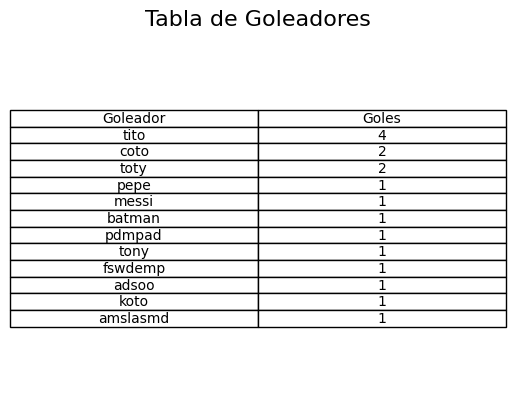 Tabla de Goleadores
Goleador Goles
tito 4
coto 2
toty 2
pepe 1
messi 1
batman 1
pdmpad 1
tony 1
fswdemp 1
adsoo 1
koto 1
amslasmd 1